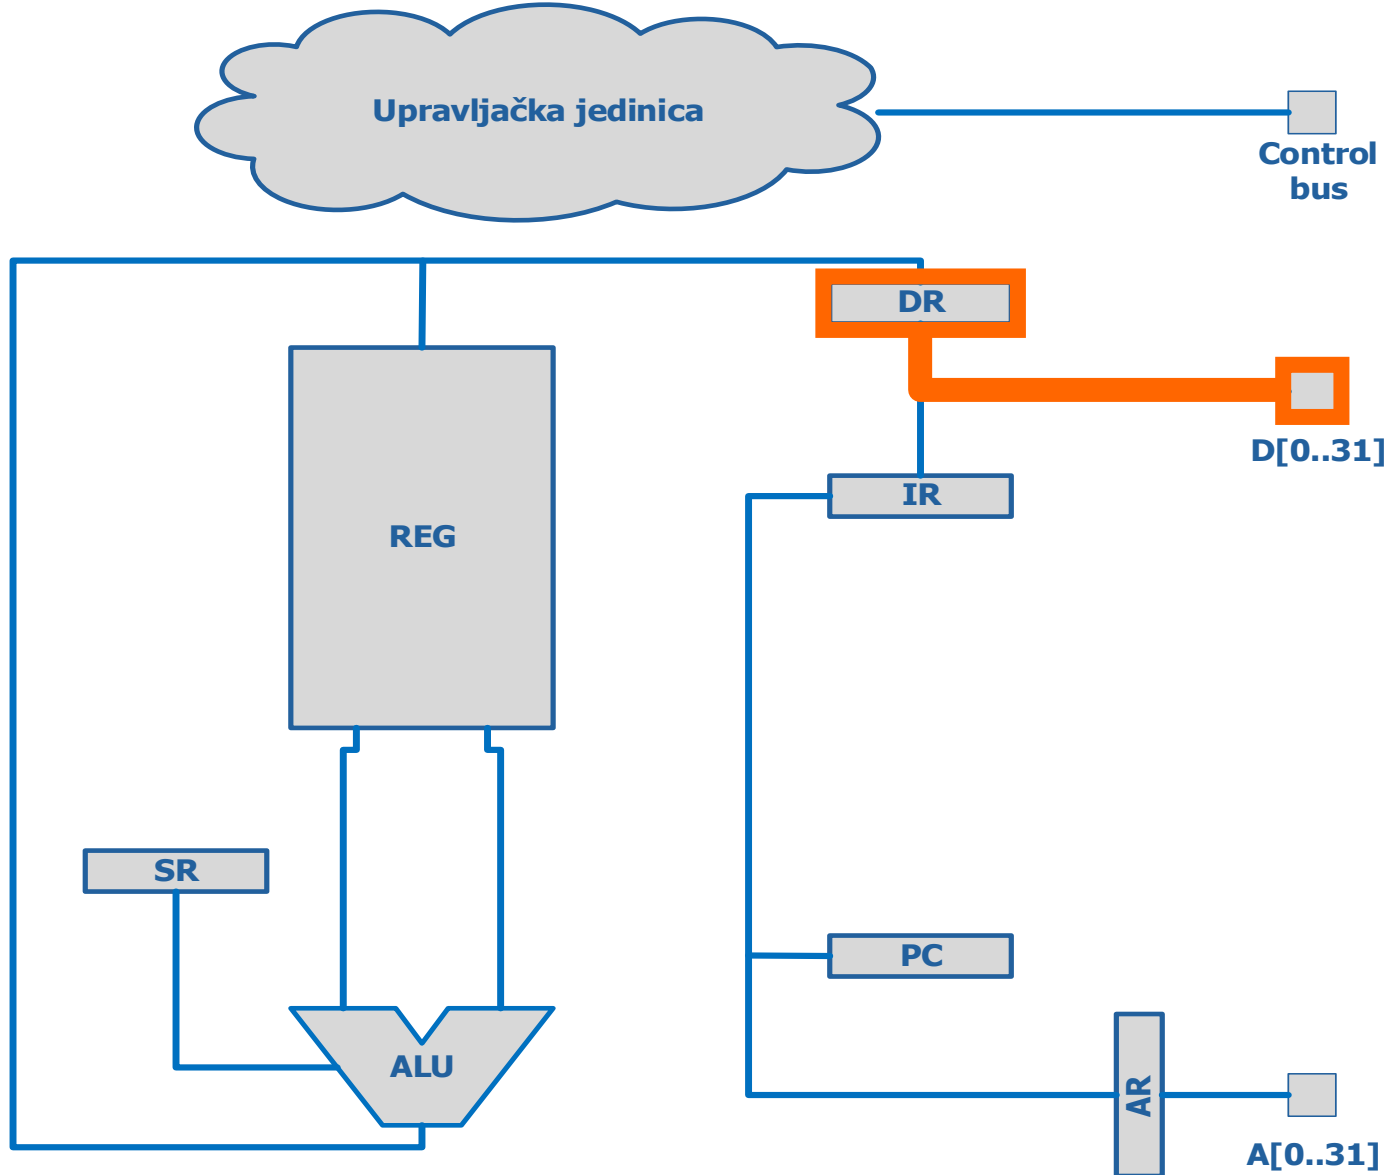 Upravljačka jedinica
Control
bus
DR
D[0..31]
IR
REG
SR
PC
ALU
AR
A[0..31]